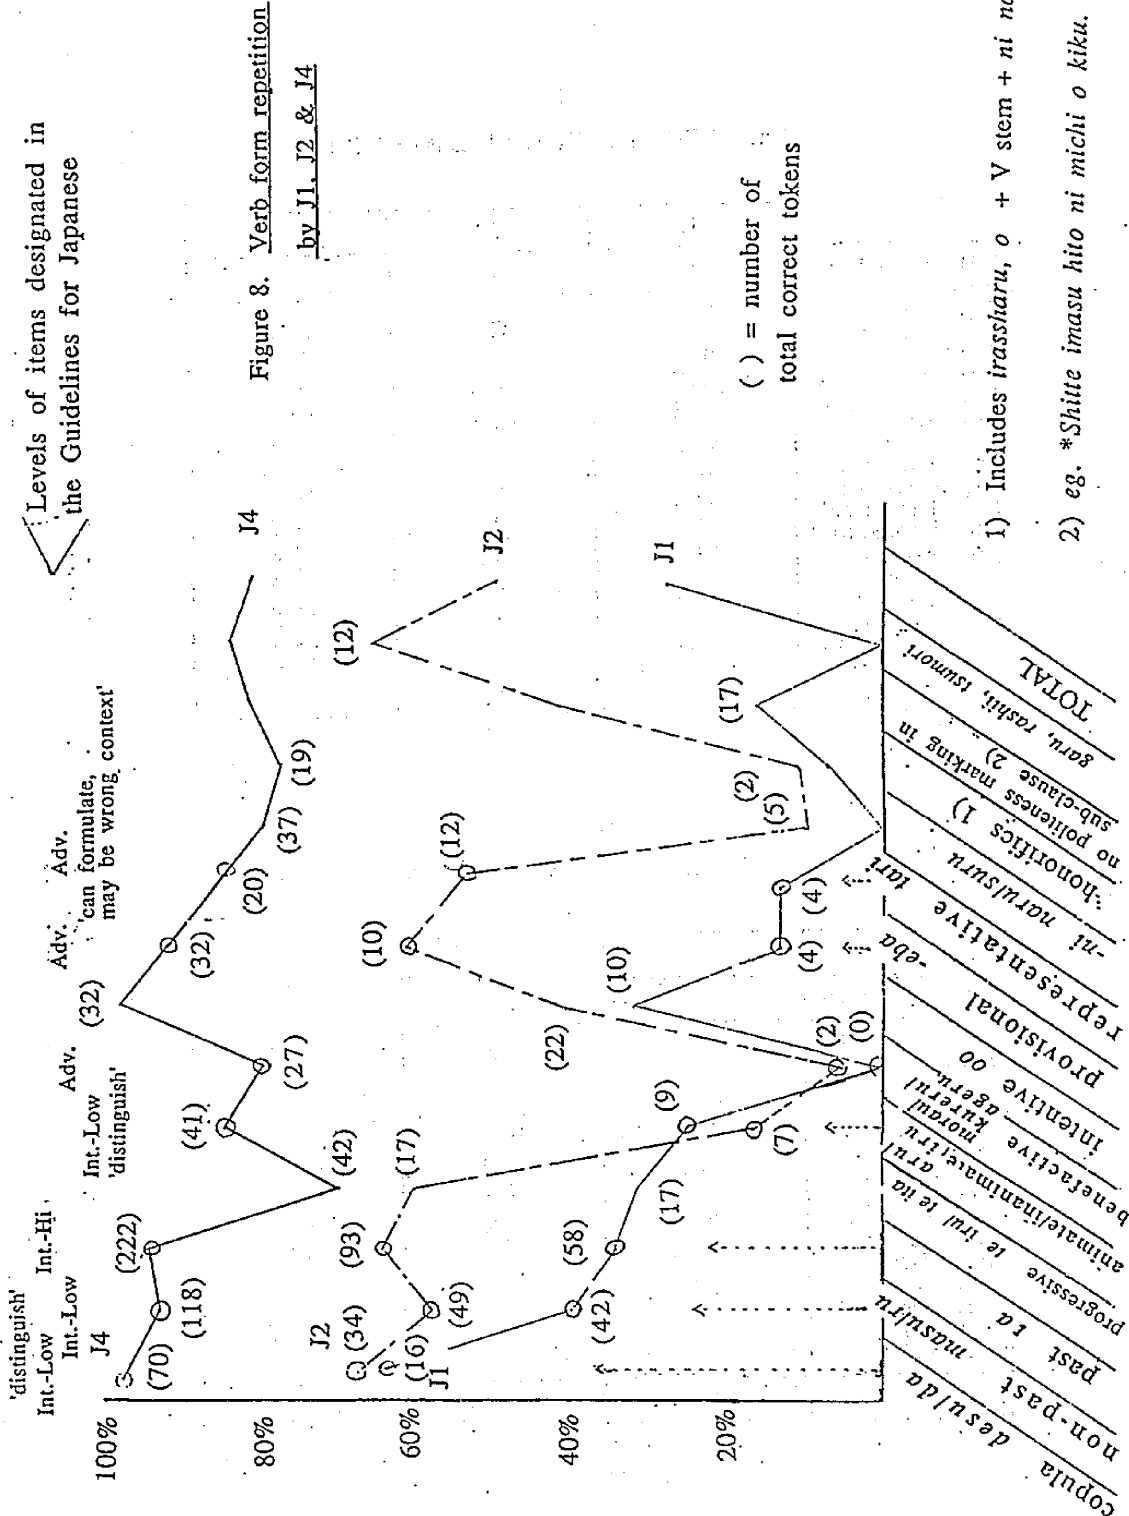 Levels of items designated in
the Guidelines for Japanese
Figure 8. Verb form repetition
by J1, J2 & J4
'distinguish'
Int.-Low
Int.-Hi
Int.-Low
Int.-Low
'distinguish'
Adv.
Adv.
Adv.
'can formulate,
may be wrong context'
100%
80%
60%
40%
20%
J4
(70)
(118)
(222)
(42)
(41)
(27)
(32)
(32)
(20)
(37)
(19)
J4
J2
(34)
(49)
(93)
(17)
(7)
(2)
(22)
(10)
(12)
(5)
(2)
(12)
J2
(16)
J1
(42)
(58)
(17)
(9)
(0)
(10)
(4)
(4)
(17)
J1
( ) = number of
total correct tokens
copula desu/da
non-past masu/ru
past ta
progressive te iru/ te ita
animate/inanimate, iru
aru/
benefactive morau/
kureru/
ageru,
intentive oo
provisional -eba
representative tari
-ni naru/suru
honorifics 1)
no politeness marking in
sub-clause 2)
garu, rashii, tsumori
TOTAL
1) Includes irassharu, o + V stem + ni
2) eg. *Shitte imasu hito ni michi o kiku.